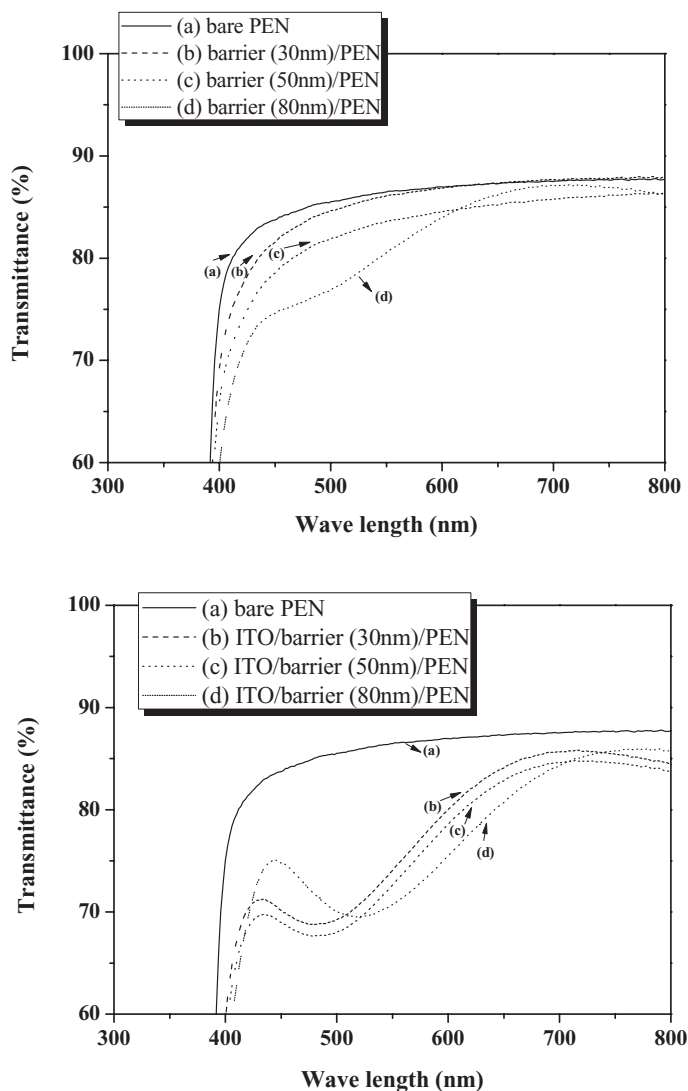 (a) bare PEN
(b) barrier (30nm)/PEN
(c) barrier (50nm)/PEN
(d) barrier (80nm)/PEN
100
90
80
70
60
Transmittance (%)
(a)
(b)
(c)
(d)
300
400
500
600
700
800
Wave length (nm)
(a) bare PEN
(b) ITO/barrier (30nm)/PEN
(c) ITO/barrier (50nm)/PEN
(d) ITO/barrier (80nm)/PEN
100
90
80
70
60
Transmittance (%)
(a)
(b)
(c)
(d)
300
400
500
600
700
800
Wave length (nm)